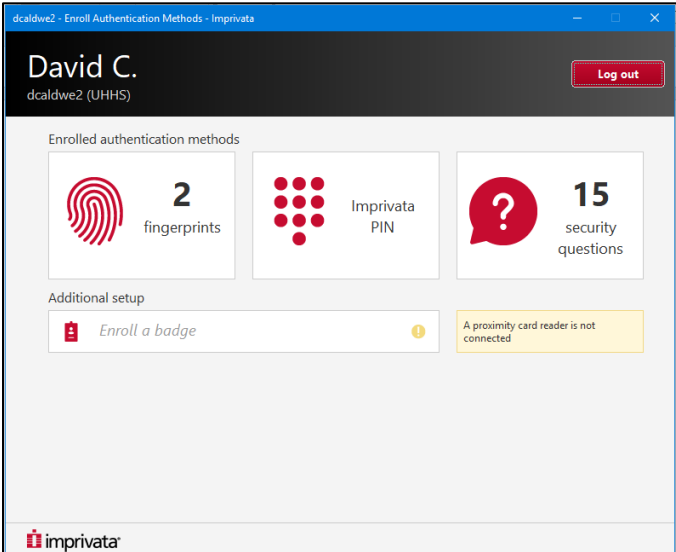 dcaldwe2 - Enroll Authentication Methods - Imprivata
David C.
dcaldwe2 (UHHS)
Log out
Enrolled authentication methods
2
fingerprints
Imprivata
PIN
?
15
security
questions
Additional setup
Enroll a badge
!
A proximity card reader is not
connected
imprivata